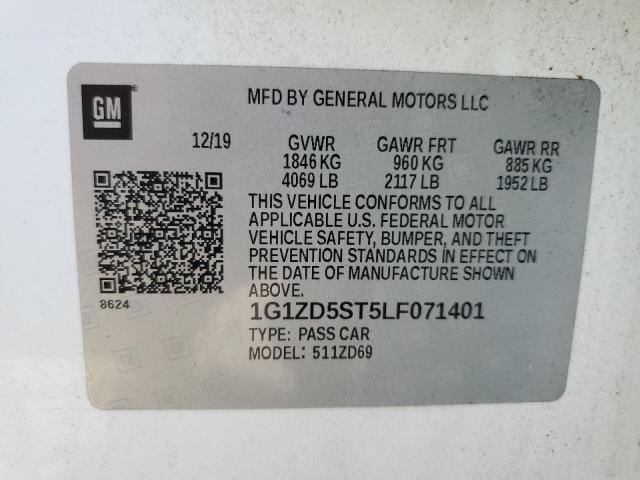 GM
MFD BY GENERAL MOTORS LLC
12/19 GVWR GAWR FRT GAWR RR
1846 KG 960 KG 885 KG
4069 LB 2117 LB 1952 LB
THIS VEHICLE CONFORMS TO ALL
APPLICABLE U.S. FEDERAL MOTOR
VEHICLE SAFETY, BUMPER, AND THEFT
PREVENTION STANDARDS IN EFFECT ON
THE DATE OF MANUFACTURE SHOWN
ABOVE.
8624
1G1ZD5ST5LF071401
TYPE: PASS CAR
MODEL: 511ZD69